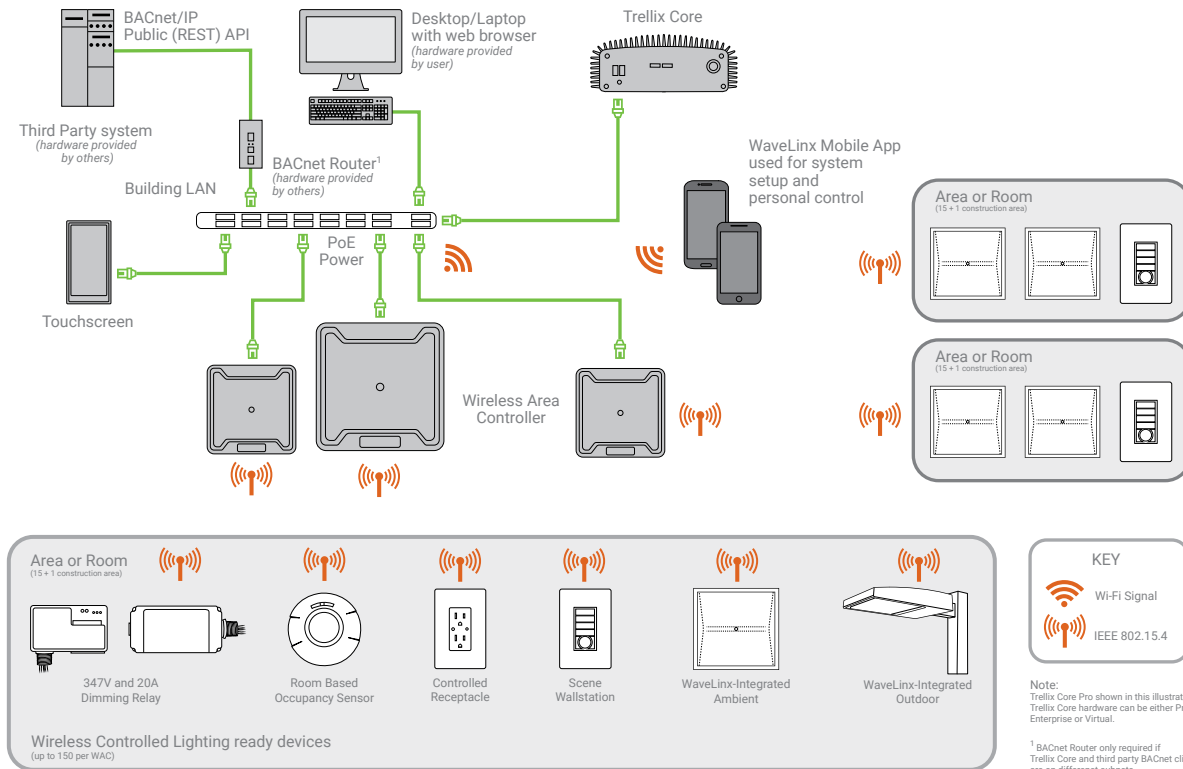 BACnet/IP
Public (REST) API
Desktop/Laptop
with web browser
(hardware provided
by user)
Trellix Core
Third Party system
(hardware provided
by others)
BACnet Router1
(hardware provided
by others)
Building LAN
PoE
Power
Touchscreen
WaveLinx Mobile App
used for system
setup and
personal control
Wireless Area
Controller
Area or Room
(15 + 1 construction area)
Area or Room
(15 + 1 construction area)
Area or Room
(15 + 1 construction area)
347V and 20A
Dimming Relay
Room Based
Occupancy Sensor
Controlled
Receptacle
Scene
Wallstation
WaveLinx-Integrated
Ambient
WaveLinx-Integrated
Outdoor
Wireless Controlled Lighting ready devices
(up to 150 per WAC)
KEY
Wi-Fi Signal
IEEE 802.15.4
Note:
Trellix Core Pro shown in this
Trellix Core hardware can be either
Enterprise or Virtual.
1 BACnet Router only required if
Trellix Core and third party BACnet